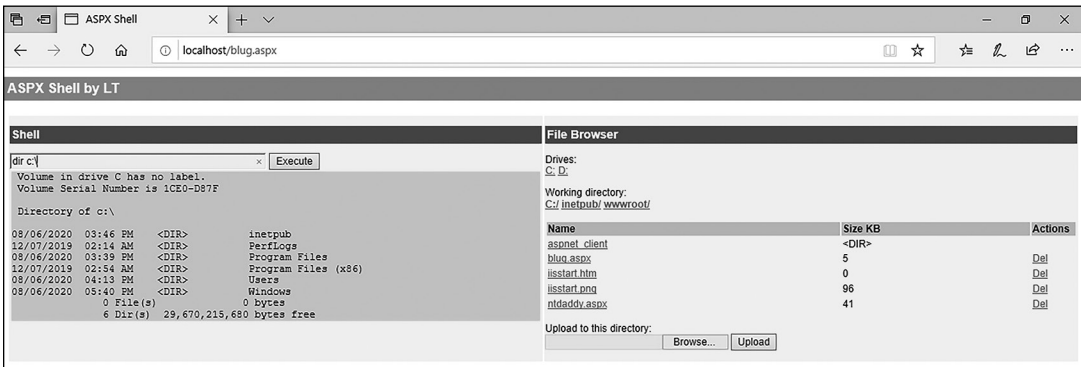 ASPX Shell
localhost/blug.aspx
ASPX Shell by LT
Shell
dir c:\
Execute
Volume in drive C has no label.
Volume Serial Number is 1CE0-D87F
Directory of c:\
08/06/2020 03:46 PM <DIR> inetpub
12/07/2019 02:14 AM <DIR> PerfLogs
08/06/2020 03:39 PM <DIR> Program Files
12/07/2019 02:54 AM <DIR> Program Files (x86)
08/06/2020 04:13 PM <DIR> Users
08/06/2020 05:40 PM <DIR> Windows
0 File(s) 0 bytes
6 Dir(s) 29,670,215,680 bytes free
File Browser
Drives:
C: D:
Working directory:
C:/ inetpub/ wwwroot/
Name Size KB Actions
aspnet_client <DIR>
blug.aspx 5 Del
iisstart.htm 0 Del
iisstart.png 96 Del
ntdaddy.aspx 41 Del
Upload to this directory:
Browse... Upload